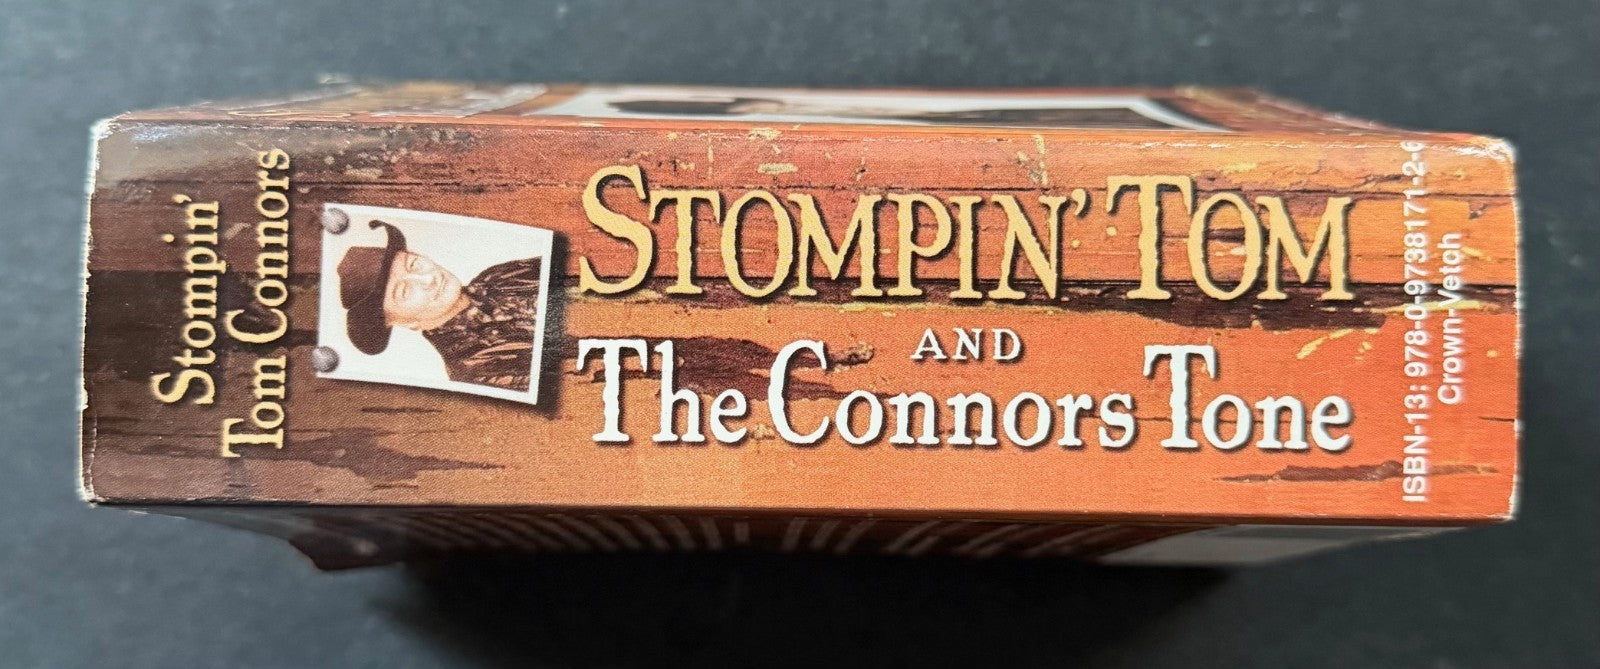 Stompin'
Tom Connors
STOMPIN' TOM
AND
The Connors Tone
ISBN-13: 978-0-9738171-2-6
Crown-Vetch